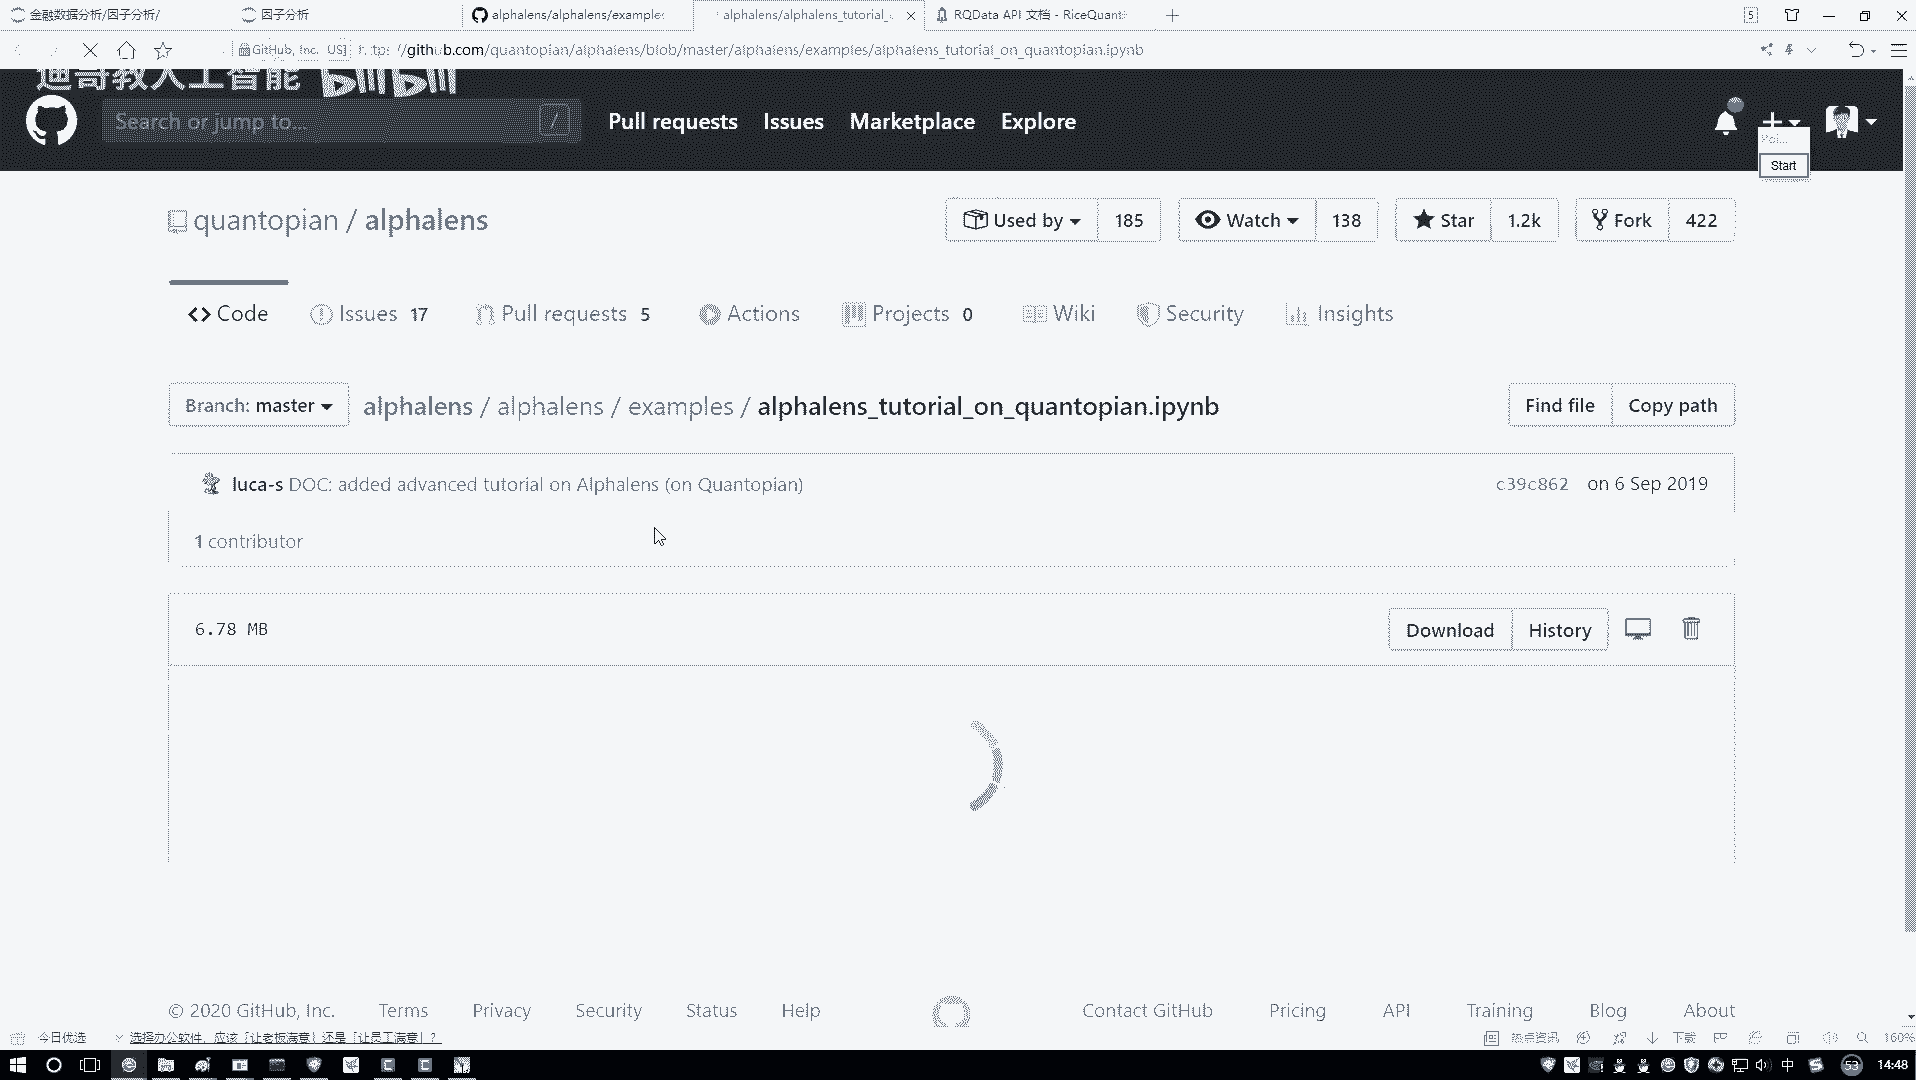 金融数据分析/因子分析/
因子分析
alphalens/alphalens/examples
alphalens/alphalens_tutorial_
RQData API 文档 - RiceQuant
5
GitHub, Inc. [US]
//github.com/quantopian/alphalens/blob/master/alphalens/examples/alphalens_tutorial_on_quantopian.ipynb
迪哥教人工智能 bilibili
Search or jump to...
/
Pull requests
Issues
Marketplace
Explore
Start
quantopian / alphalens
Used by
185
Watch
138
Star
1.2k
Fork
422
Code
Issues 17
Pull requests 5
Actions
Projects 0
Wiki
Security
Insights
Branch: master
alphalens / alphalens / examples / alphalens_tutorial_on_quantopian.ipynb
Find file
Copy path
luca-s DOC: added advanced tutorial on Alphalens (on Quantopian)
c39c862 on 6 Sep 2019
1 contributor
6.78 MB
Download
History
© 2020 GitHub, Inc.
Terms
Privacy
Security
Status
Help
Contact GitHub
Pricing
API
Training
Blog
About
今日优选
选择办公软件，应该「让老板满意」还是「让员工满意」？
热点资讯
下载
160%
中
53
14:48